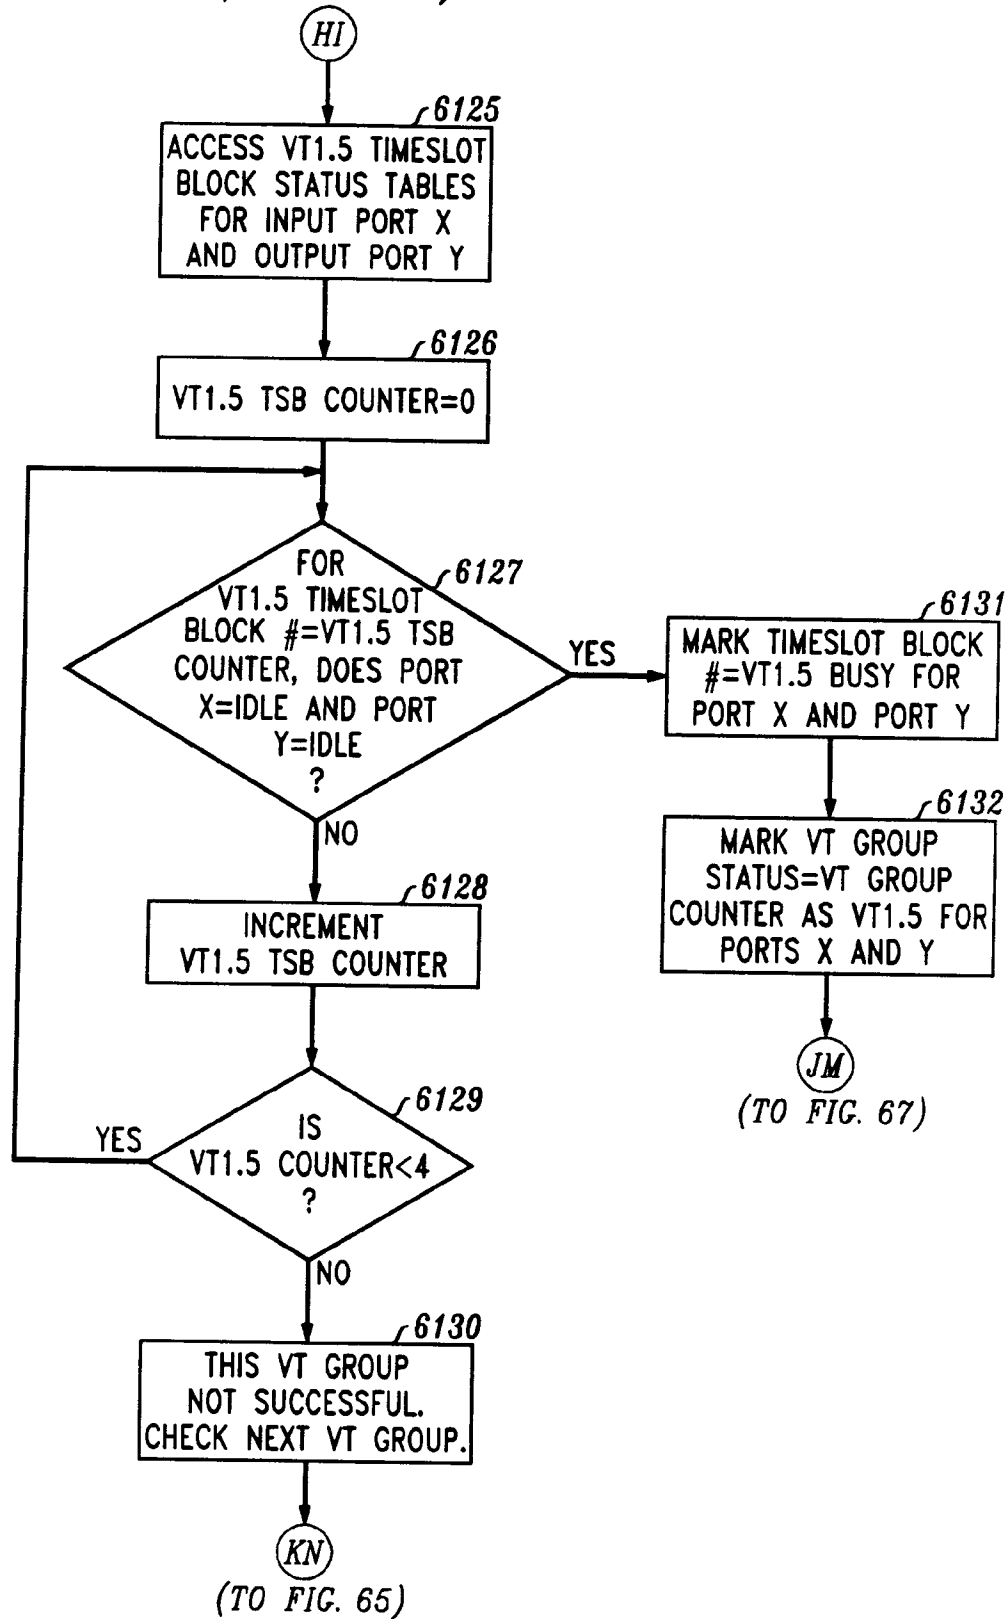 HI
6125
ACCESS VT1.5 TIMESLOT
BLOCK STATUS TABLES
FOR INPUT PORT X
AND OUTPUT PORT Y
6126
VT1.5 TSB COUNTER=0
6127
FOR
VT1.5 TIMESLOT
BLOCK #=VT1.5 TSB
COUNTER, DOES PORT
X=IDLE AND PORT
Y=IDLE
?
YES
NO
6131
MARK TIMESLOT BLOCK
#=VT1.5 BUSY FOR
PORT X AND PORT Y
6132
MARK VT GROUP
STATUS=VT GROUP
COUNTER AS VT1.5 FOR
PORTS X AND Y
JM
(TO FIG. 67)
6128
INCREMENT
VT1.5 TSB COUNTER
6129
IS
VT1.5 COUNTER<4
?
YES
NO
6130
THIS VT GROUP
NOT SUCCESSFUL.
CHECK NEXT VT GROUP.
KN
(TO FIG. 65)